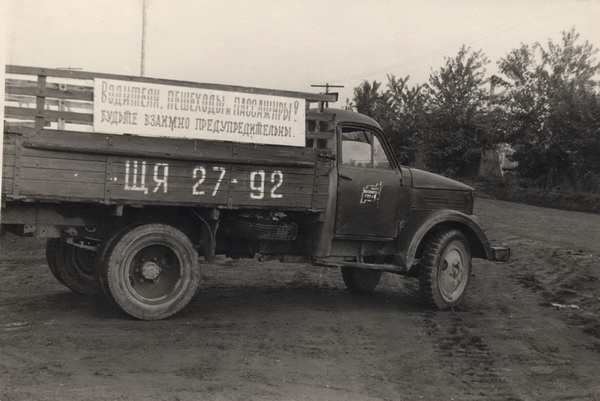 ВОДИТЕЛИ, ПЕШЕХОДЫ И ПАССАЖИРЫ!
БУДЬТЕ ВЗАИМНО ПРЕДУПРЕДИТЕЛЬНЫ.
ЩЯ 27-92